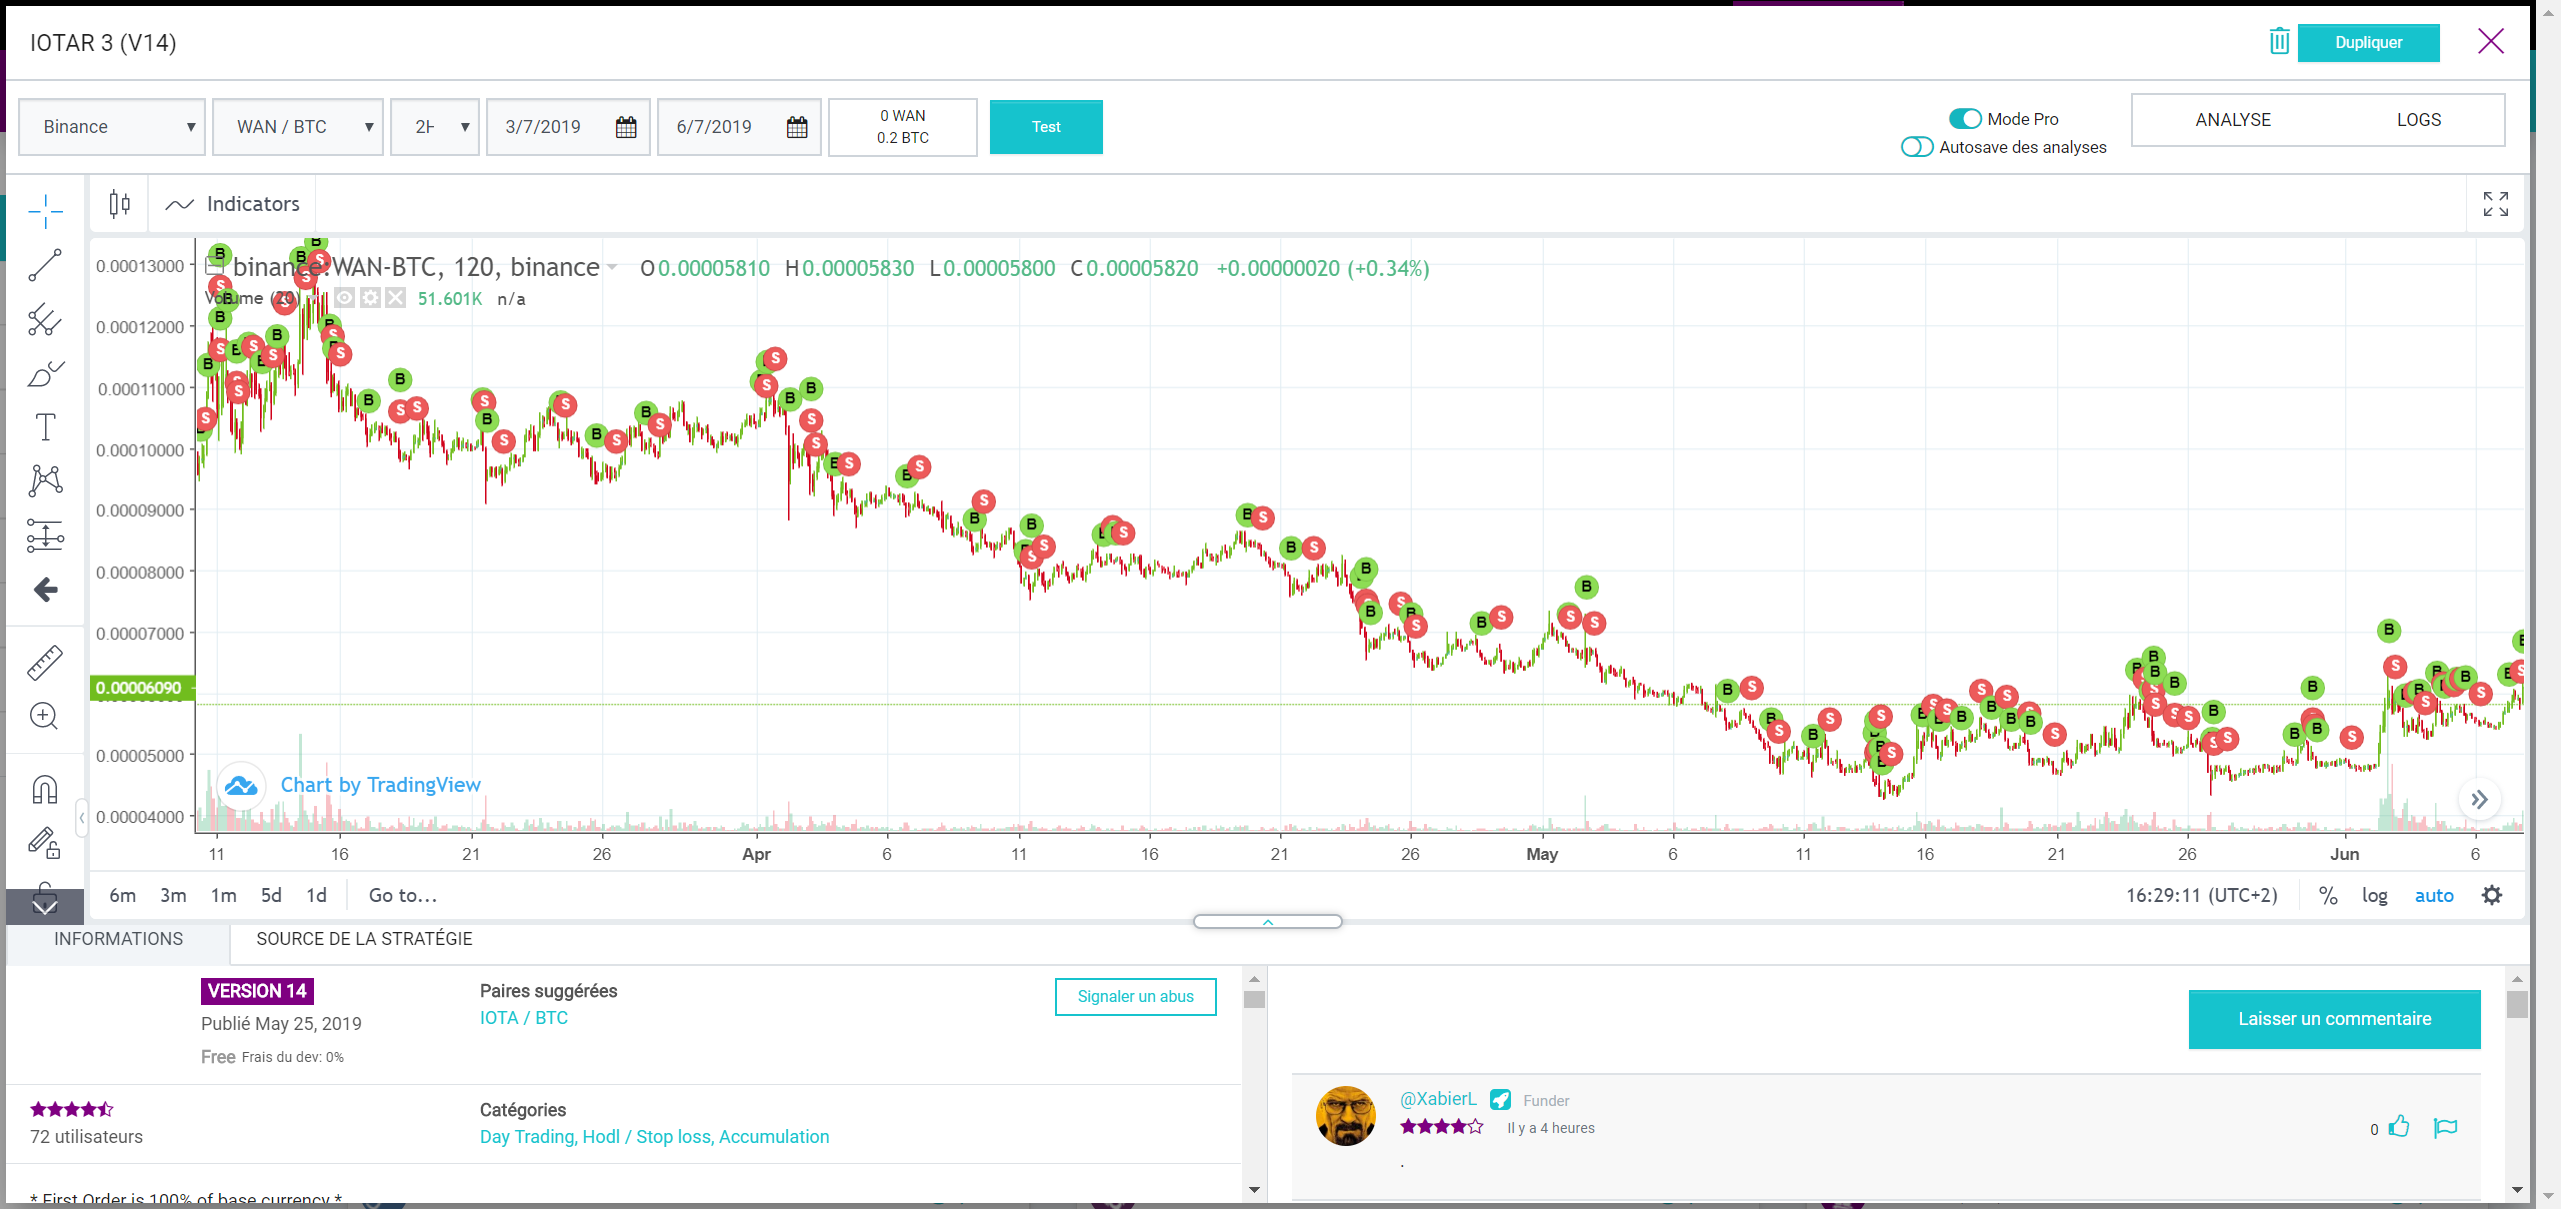 IOTAR 3 (V14)
Dupliquer
Binance
WAN / BTC
2H
3/7/2019
6/7/2019
0 WAN
0.2 BTC
Test
Mode Pro
Autosave des analyses
ANALYSE
LOGS
Indicators
binance:WAN-BTC, 120, binance
O 0.00005810 H 0.00005830 L 0.00005800 C 0.00005820 +0.00000020 (+0.34%)
Volume (20)
51.601K n/a
0.00013000
0.00012000
0.00011000
0.00010000
0.00009000
0.00008000
0.00007000
0.00006090
0.00005000
0.00004000
Chart by TradingView
11 16 21 26 Apr 6 11 16 21 26 May 6 11 16 21 26 Jun 6
6m 3m 1m 5d 1d Go to...
16:29:11 (UTC+2) % log auto
INFORMATIONS
SOURCE DE LA STRATÉGIE
VERSION 14
Publié May 25, 2019
Free Frais du dev: 0%
Paires suggérées
IOTA / BTC
Signaler un abus
72 utilisateurs
Catégories
Day Trading, Hodl / Stop loss, Accumulation
* First Order is 100% of base currency *
Laisser un commentaire
@XabierL Funder
Il y a 4 heures
0
.